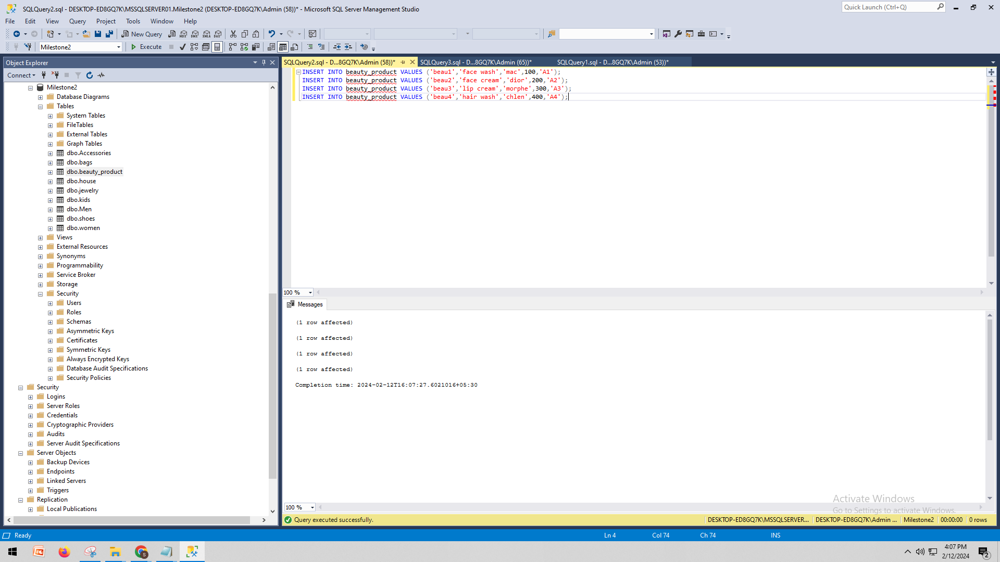 SQLQuery2.sql - DESKTOP-ED8GQ7K\MSSQLSERVER01.Milestone2 (DESKTOP-ED8GQ7K\Admin (58))* - Microsoft SQL Server Management Studio
Quick Launch (Ctrl+Q)
File Edit View Query Project Tools Window Help
New Query MDX DMX XMLA DAX
Milestone2 Execute
Object Explorer
SQLQuery2.sql - D...8GQ7K\Admin (58))* SQLQuery3.sql - D...8GQ7K\Admin (65))* SQLQuery1.sql - D...8GQ7K\Admin (53))*
Connect
INSERT INTO beauty_product VALUES ('beau1','face wash','mac',100,'A1');
INSERT INTO beauty_product VALUES ('beau2','face cream','dior',200,'A2');
INSERT INTO beauty_product VALUES ('beau3','lip cream','morphe',300,'A3');
INSERT INTO beauty_product VALUES ('beau4','hair wash','chlen',400,'A4');
Milestone2
Database Diagrams
Tables
System Tables
FileTables
External Tables
Graph Tables
dbo.Accessories
dbo.bags
dbo.beauty_product
dbo.house
dbo.jewelry
dbo.kids
dbo.Men
dbo.shoes
dbo.women
Views
External Resources
Synonyms
Programmability
Service Broker
Storage
Security
Users
Roles
Schemas
Asymmetric Keys
Certificates
Symmetric Keys
Always Encrypted Keys
Database Audit Specifications
Security Policies
Security
Logins
Server Roles
Credentials
Cryptographic Providers
Audits
Server Audit Specifications
Server Objects
Backup Devices
Endpoints
Linked Servers
Triggers
Replication
Local Publications
100 %
Messages
(1 row affected)
(1 row affected)
(1 row affected)
(1 row affected)
Completion time: 2024-02-12T16:07:27.6021016+05:30
Activate Windows
Go to Settings to activate Windows.
100 %
Query executed successfully. DESKTOP-ED8GQ7K\MSSQLSERVER... DESKTOP-ED8GQ7K\Admin ... Milestone2 00:00:00 0 rows
Ready Ln 4 Col 74 Ch 74 INS
S
4:07 PM
2/12/2024
2